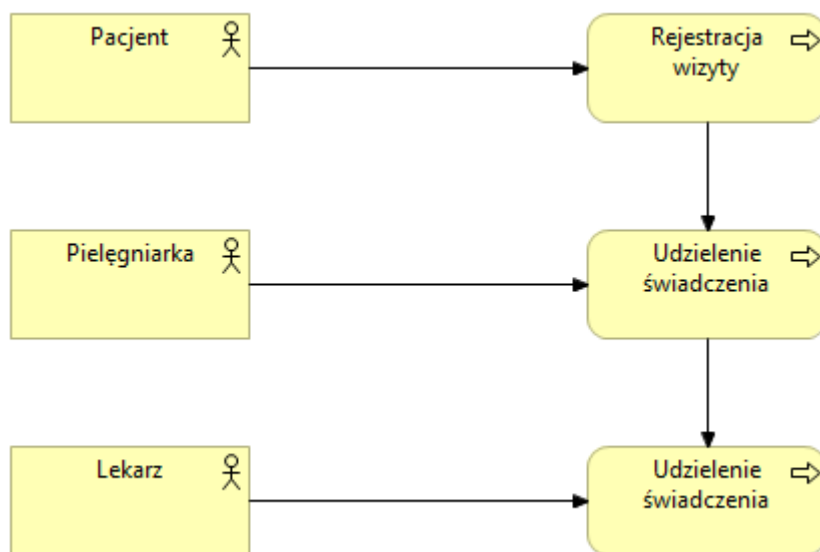 Pacjent
Rejestracja
wizyty
Pielęgniarka
Udzielenie
świadczenia
Lekarz
Udzielenie
świadczenia